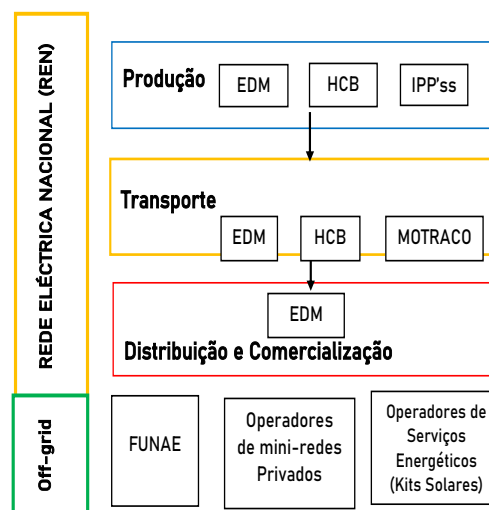 REDE ELÉCTRICA NACIONAL (REN)
Produção
EDM
HCB
IPP'ss
Transporte
EDM
HCB
MOTRACO
EDM
Distribuição e Comercialização
Off-grid
FUNAE
Operadores
de mini-redes
Privados
Operadores de
Serviços
Energéticos
(Kits Solares)